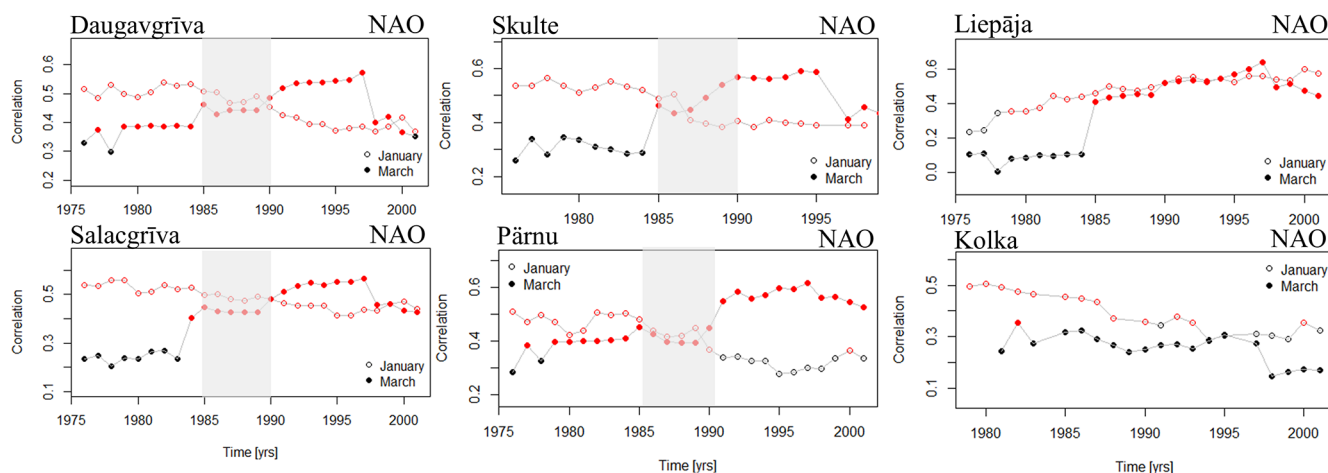 Daugavgrīva NAO
Correlation
0.2 0.3 0.4 0.5 0.6
January
March
1975 1980 1985 1990 1995 2000
Skulte NAO
Correlation
0.2 0.4 0.6
January
March
1980 1985 1990 1995
Liepāja NAO
Correlation
0.0 0.2 0.4 0.6
January
March
1975 1980 1985 1990 1995 2000
Salacgrīva NAO
Correlation
0.1 0.3 0.5
January
March
1975 1980 1985 1990 1995 2000
Time [yrs]
Pärnu NAO
Correlation
0.2 0.4 0.6
January
March
1975 1980 1985 1990 1995 2000
Time [yrs]
Kolka NAO
Correlation
0.1 0.3 0.5
January
March
1980 1985 1990 1995 2000
Time [yrs]